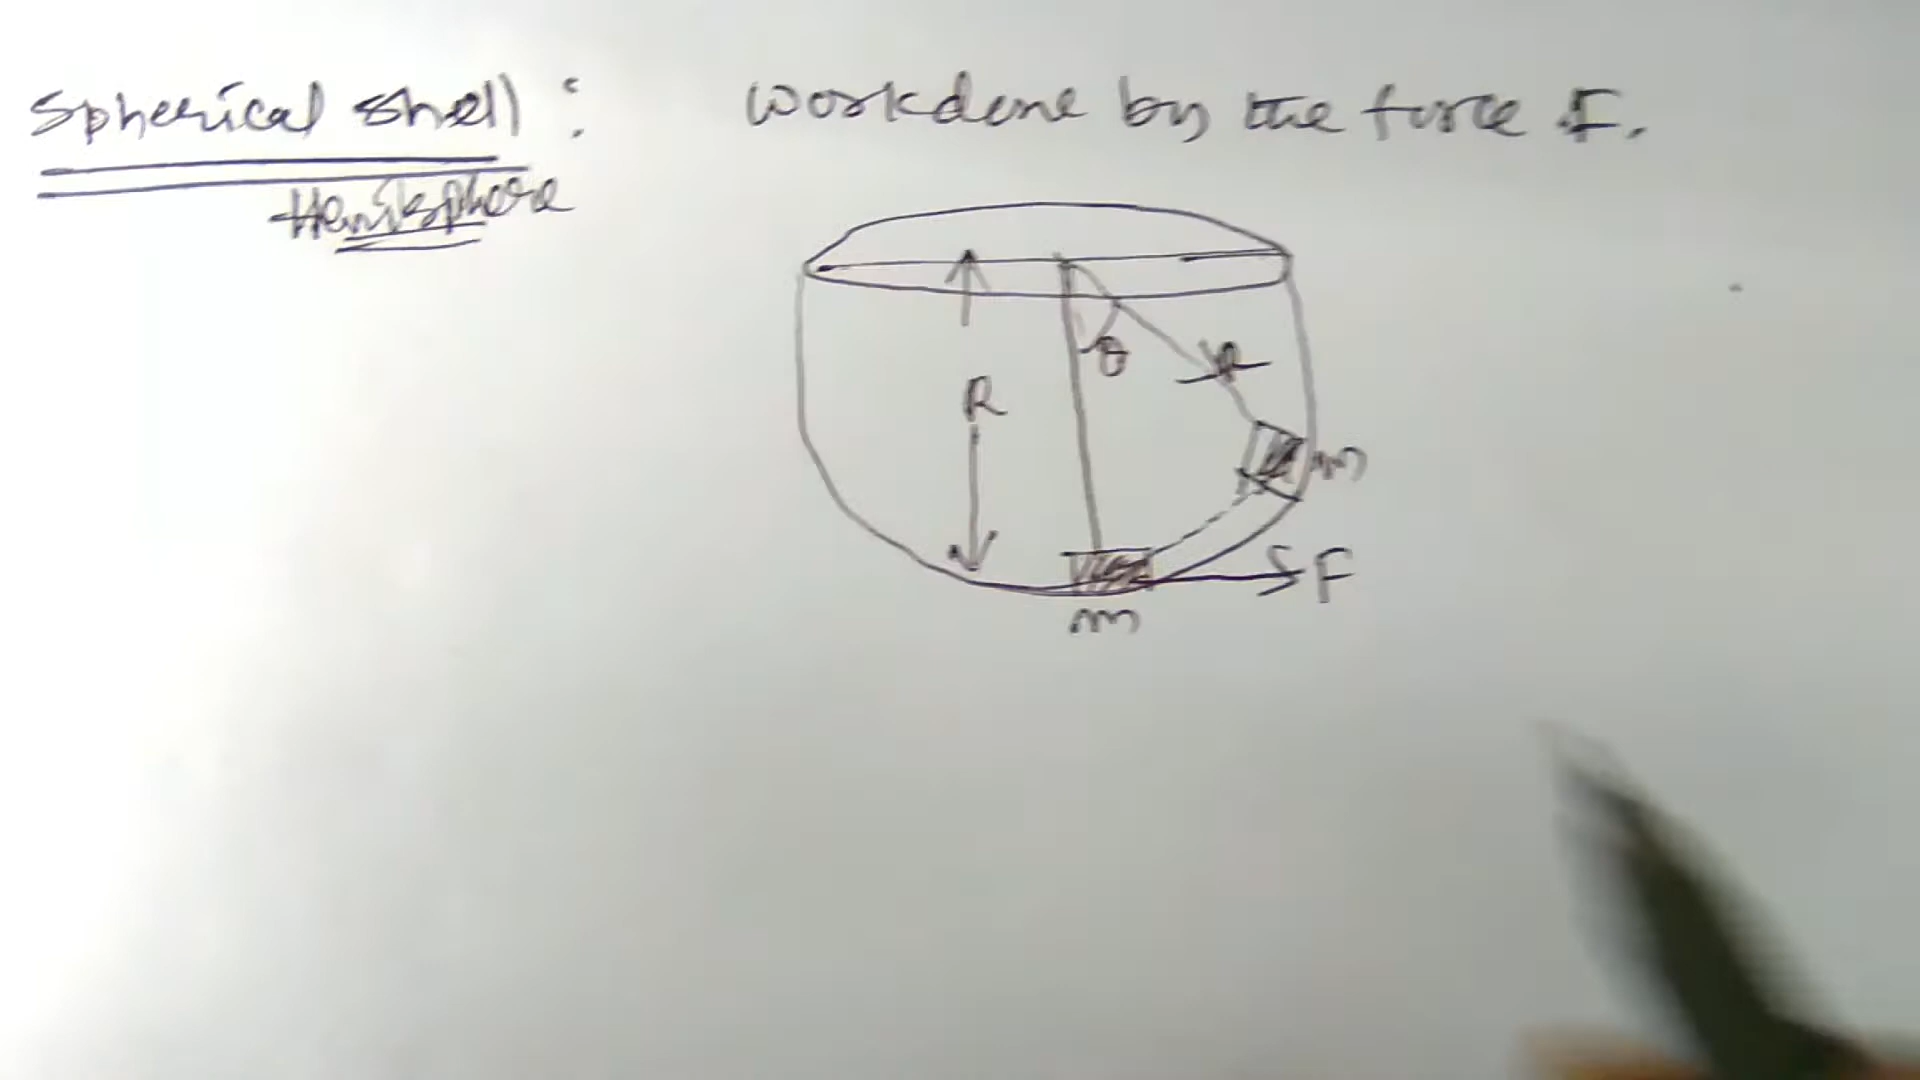 Spherical shell :
Workdone by the force F.
Hemisphere
θ
R
R
m
F
m